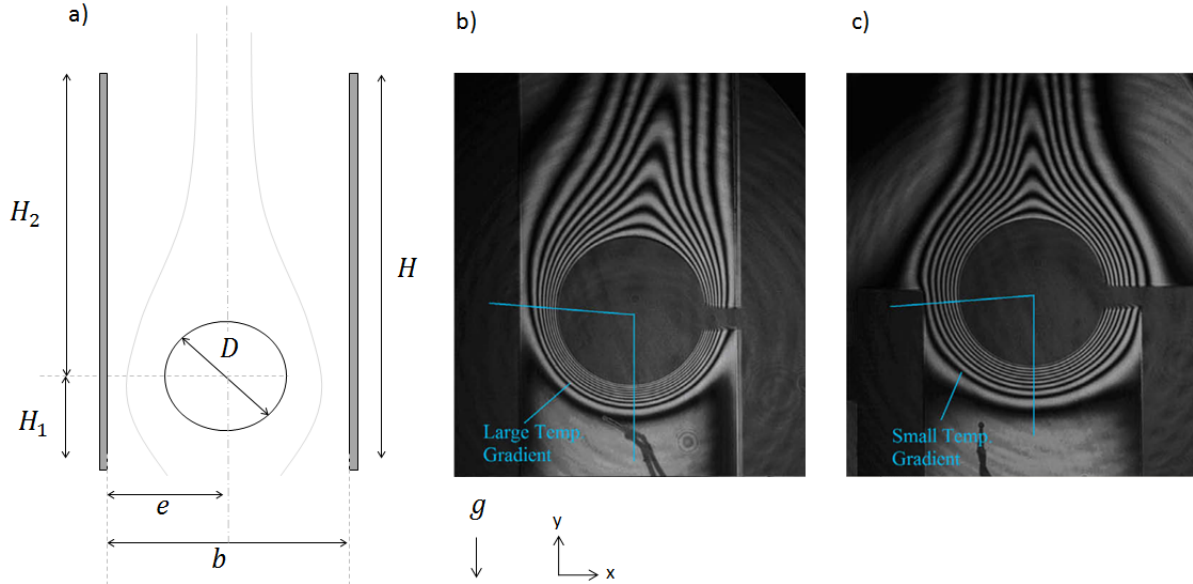 a)
b)
c)
H₂
H
D
H₁
e
b
Large Temp.
Gradient
Small Temp.
Gradient
g
y
x